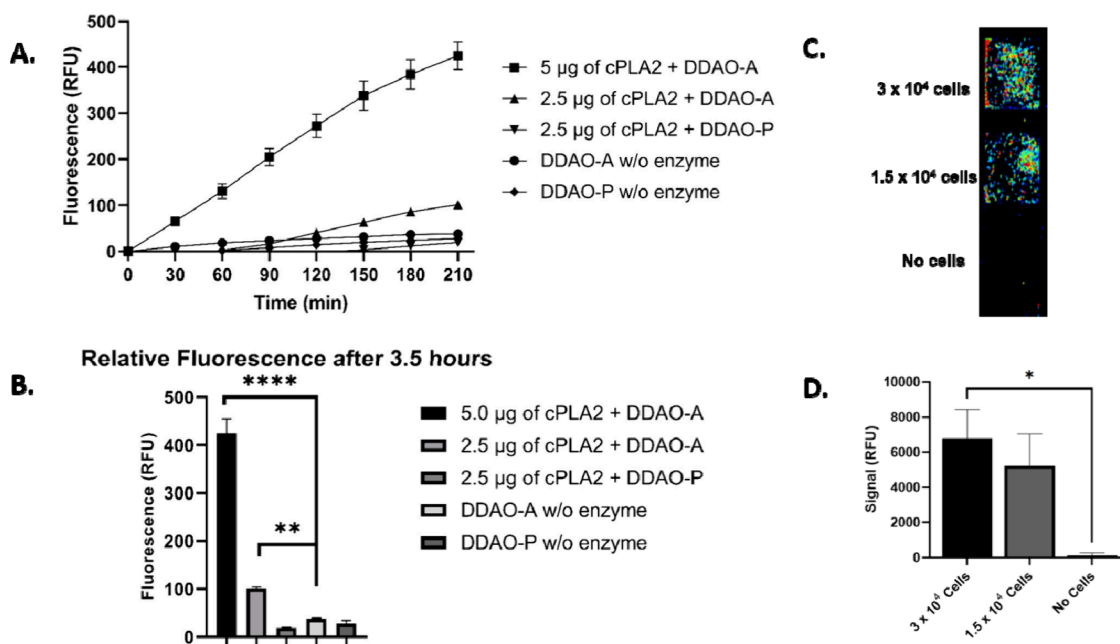 A.
Fluorescence (RFU)
500
400
300
200
100
0
0 30 60 90 120 150 180 210
Time (min)
5 µg of cPLA2 + DDAO-A
2.5 µg of cPLA2 + DDAO-A
2.5 µg of cPLA2 + DDAO-P
DDAO-A w/o enzyme
DDAO-P w/o enzyme
C.
3 x 10⁴ cells
1.5 x 10⁴ cells
No cells
Relative Fluorescence after 3.5 hours
B.
Fluorescence (RFU)
500
400
300
200
100
0
****
**
5.0 µg of cPLA2 + DDAO-A
2.5 µg of cPLA2 + DDAO-A
2.5 µg of cPLA2 + DDAO-P
DDAO-A w/o enzyme
DDAO-P w/o enzyme
D.
Signal (RFU)
10000
8000
6000
4000
2000
0
*
3 x 10⁴ Cells
1.5 x 10⁴ Cells
No Cells